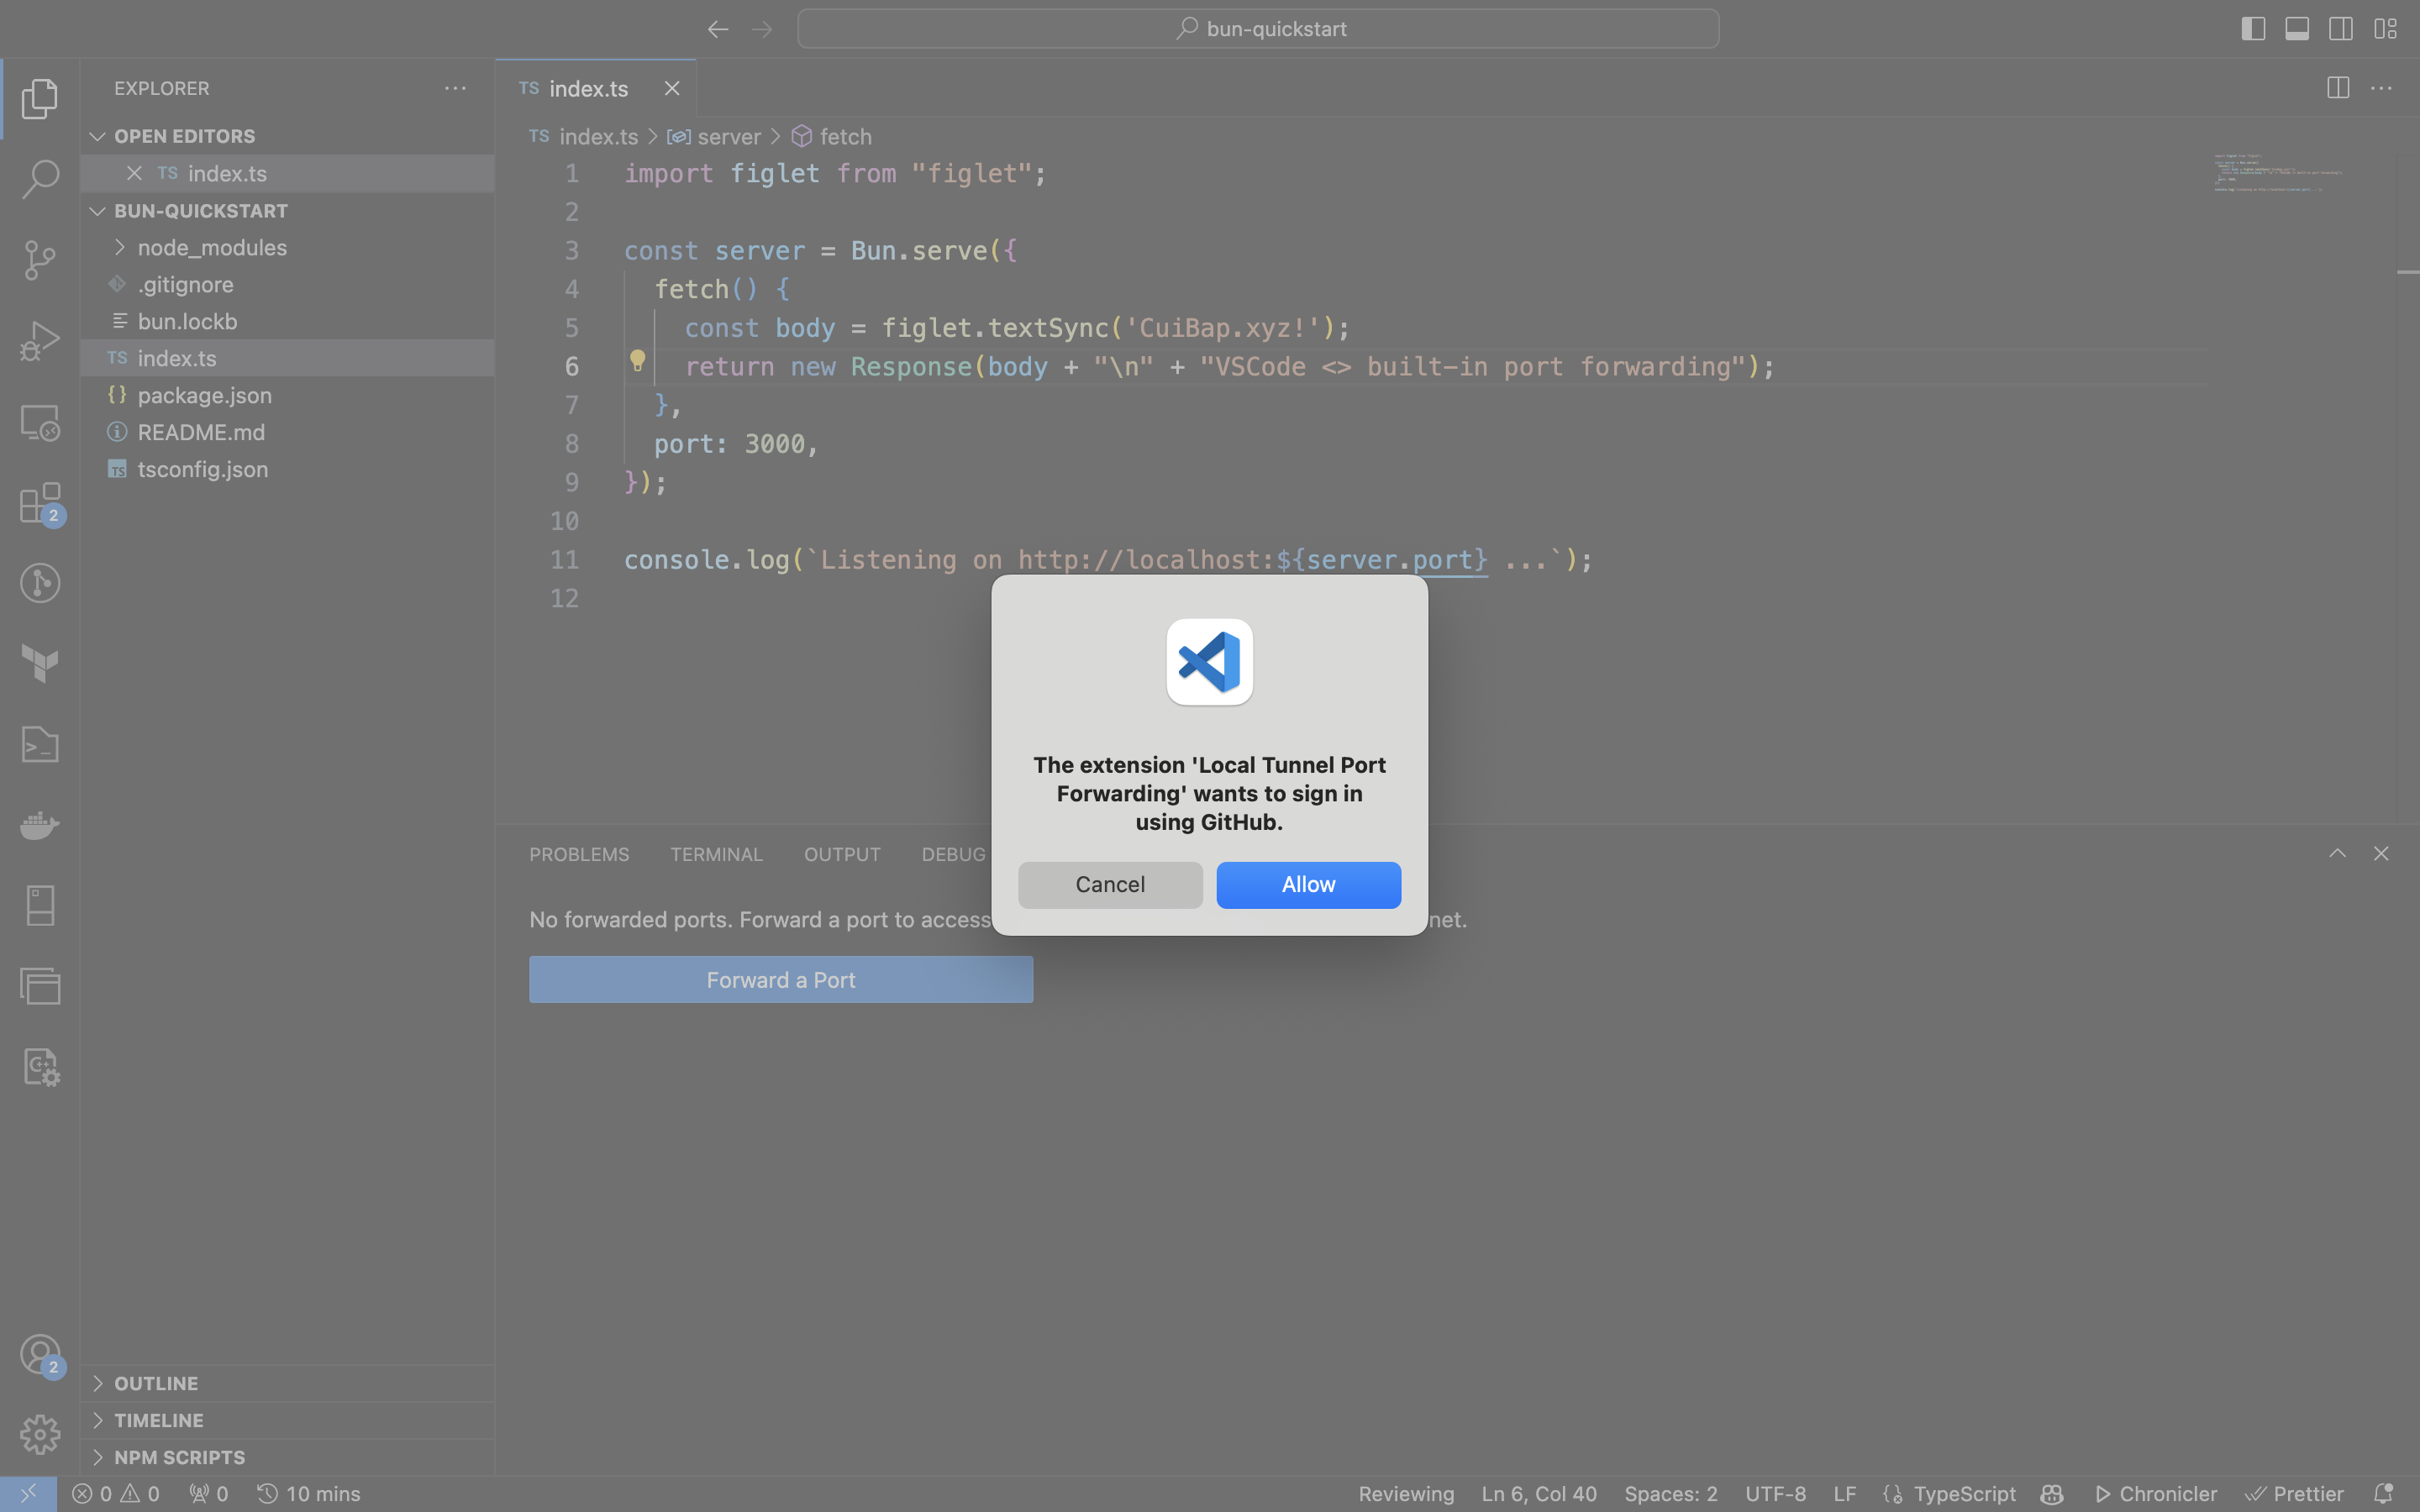 bun-quickstart
EXPLORER
OPEN EDITORS
TS index.ts
BUN-QUICKSTART
node_modules
.gitignore
bun.lockb
TS index.ts
{} package.json
README.md
TS tsconfig.json
OUTLINE
TIMELINE
NPM SCRIPTS
2
2
TS index.ts
TS index.ts > server > fetch
1 import figlet from "figlet";
2
3 const server = Bun.serve({
4 fetch() {
5 const body = figlet.textSync('CuiBap.xyz!');
6 return new Response(body + "\n" + "VSCode <> built-in port forwarding");
7 },
8 port: 3000,
9 });
10
11 console.log(`Listening on http://localhost:${server.port} ...`);
12
PROBLEMS TERMINAL OUTPUT DEBUG
No forwarded ports. Forward a port to access
net.
Forward a Port
The extension 'Local Tunnel Port
Forwarding' wants to sign in
using GitHub.
Cancel Allow
0 0 0 10 mins
Reviewing Ln 6, Col 40 Spaces: 2 UTF-8 LF TypeScript Chronicler Prettier